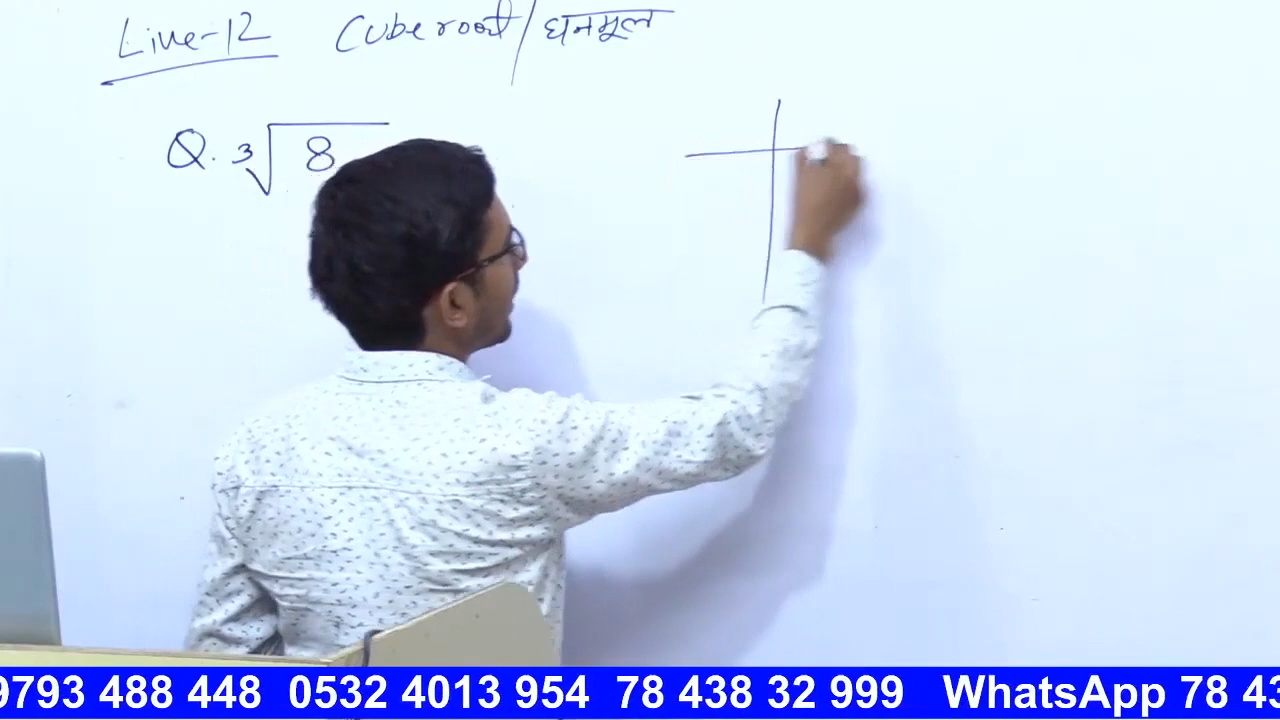 Live-12 Cube root/घनमूल
Q. ∛8
9793 488 448 0532 4013 954 78 438 32 999 WhatsApp 78 43